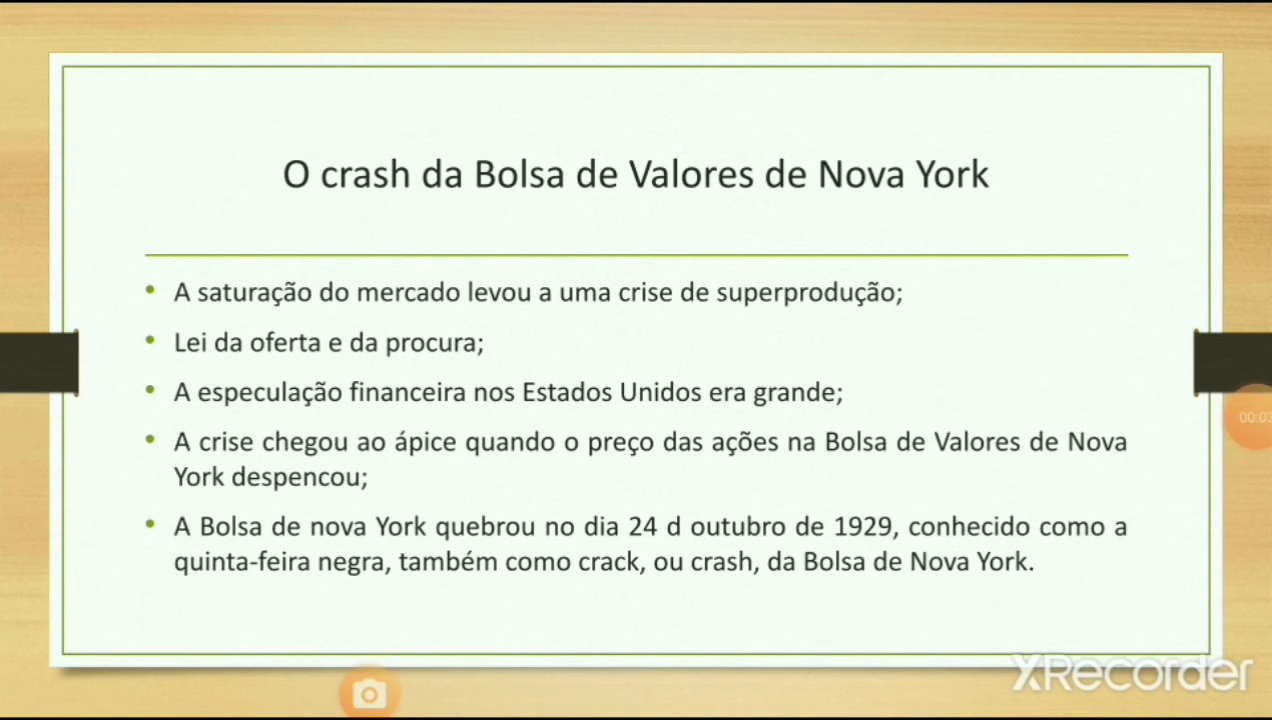 O crash da Bolsa de Valores de Nova York
• A saturação do mercado levou a uma crise de superprodução;
• Lei da oferta e da procura;
• A especulação financeira nos Estados Unidos era grande;
• A crise chegou ao ápice quando o preço das ações na Bolsa de Valores de Nova
York despencou;
• A Bolsa de nova York quebrou no dia 24 d outubro de 1929, conhecido como a
quinta-feira negra, também como crack, ou crash, da Bolsa de Nova York.
00:03
XRecorder